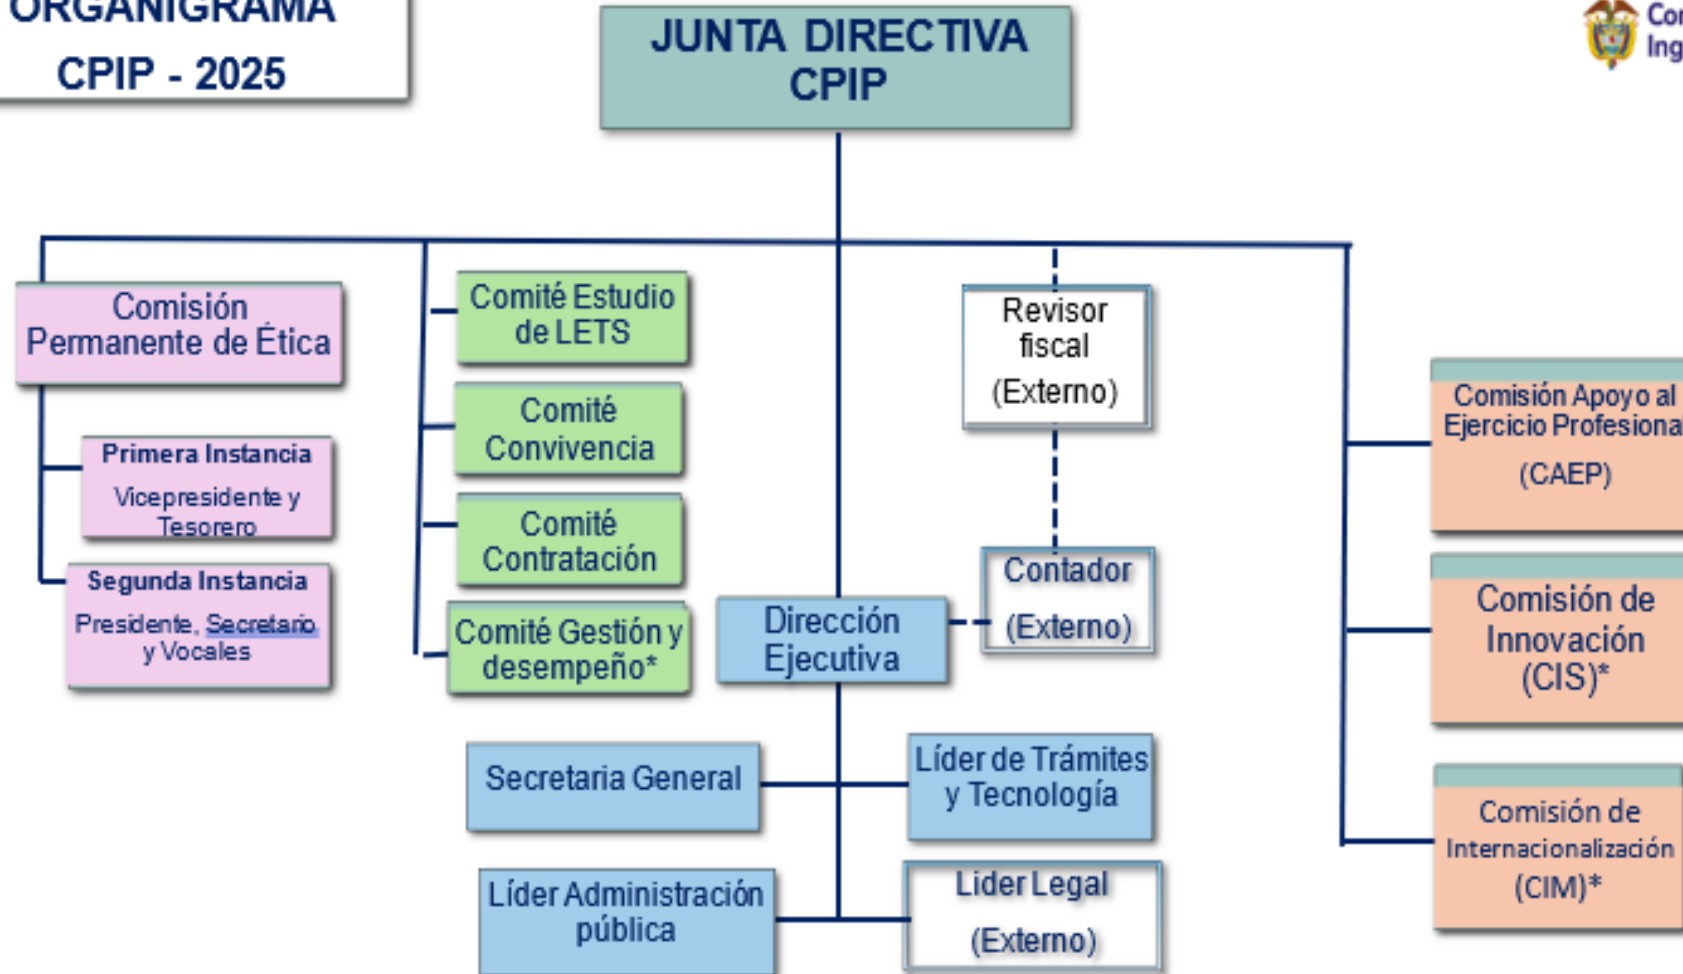 ORGANIGRAMA
CPIP - 2025
JUNTA DIRECTIVA
CPIP
Comisión
Permanente de Ética
Primera Instancia
Vicepresidente y
Tesorero
Segunda Instancia
Presidente, Secretario
y Vocales
Comité Estudio
de LETS
Comité
Convivencia
Comité
Contratación
Comité Gestión y
desempeño*
Revisor
fiscal
(Externo)
Contador
(Externo)
Dirección
Ejecutiva
Secretaria General
Líder de Trámites
y Tecnología
Líder Administración
pública
Lider Legal
(Externo)
Comisión Apoyo al
Ejercicio Profesional
(CAEP)
Comisión de
Innovación
(CIS)*
Comisión de
Internacionalización
(CIM)*